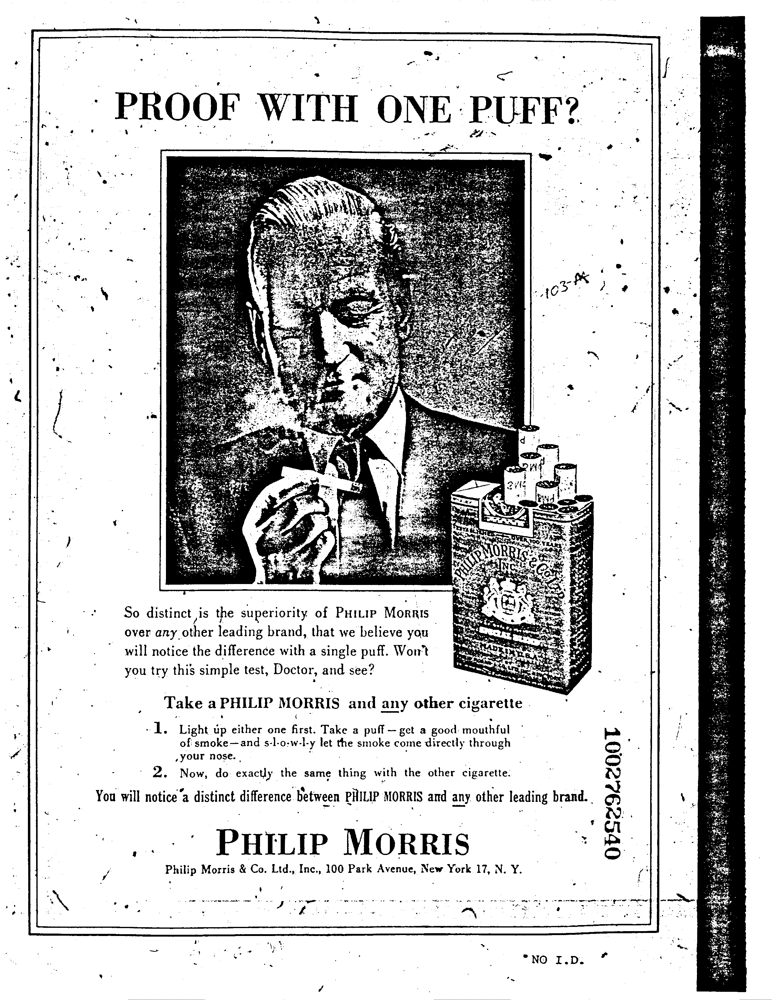 PROOF WITH ONE PUFF?
103-A
PHILIP MORRIS & CO. LTD.
INC.
So distinct is the superiority of PHILIP MORRIS
over any other leading brand, that we believe you
will notice the difference with a single puff. Won't
you try this simple test, Doctor, and see?
Take a PHILIP MORRIS and any other cigarette
1. Light up either one first. Take a puff—get a good mouthful
of smoke—and s-l-o-w-l-y let the smoke come directly through
your nose.
2. Now, do exactly the same thing with the other cigarette.
You will notice a distinct difference between PHILIP MORRIS and any other leading brand.
PHILIP MORRIS
Philip Morris & Co. Ltd., Inc., 100 Park Avenue, New York 17, N. Y.
1002762540
NO I.D.